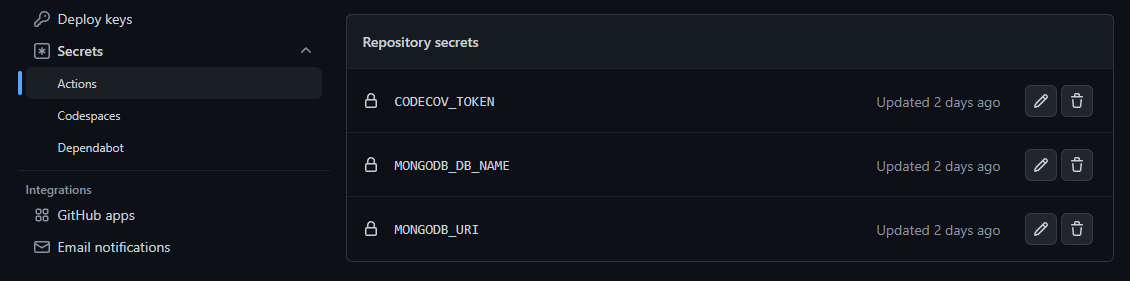 Deploy keys
Secrets
Actions
Codespaces
Dependabot
Integrations
GitHub apps
Email notifications
Repository secrets
CODECOV_TOKEN Updated 2 days ago
MONGODB_DB_NAME Updated 2 days ago
MONGODB_URI Updated 2 days ago